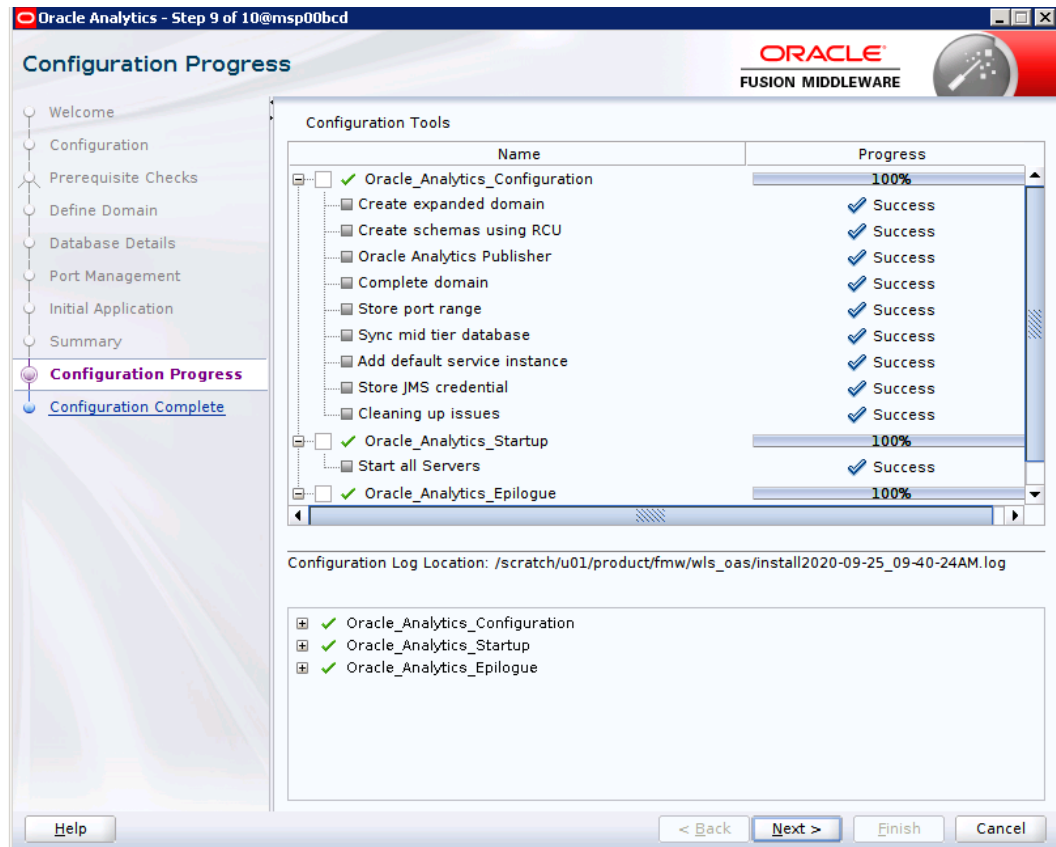 Oracle Analytics - Step 9 of 10@msp00bcd
Configuration Progress
ORACLE
FUSION MIDDLEWARE
Welcome
Configuration
Prerequisite Checks
Define Domain
Database Details
Port Management
Initial Application
Summary
Configuration Progress
Configuration Complete
Configuration Tools
Name Progress
Oracle_Analytics_Configuration 100%
Create expanded domain Success
Create schemas using RCU Success
Oracle Analytics Publisher Success
Complete domain Success
Store port range Success
Sync mid tier database Success
Add default service instance Success
Store JMS credential Success
Cleaning up issues Success
Oracle_Analytics_Startup 100%
Start all Servers Success
Oracle_Analytics_Epilogue 100%
Configuration Log Location: /scratch/u01/product/fmw/wls_oas/install2020-09-25_09-40-24AM.log
Oracle_Analytics_Configuration
Oracle_Analytics_Startup
Oracle_Analytics_Epilogue
Help < Back Next > Finish Cancel